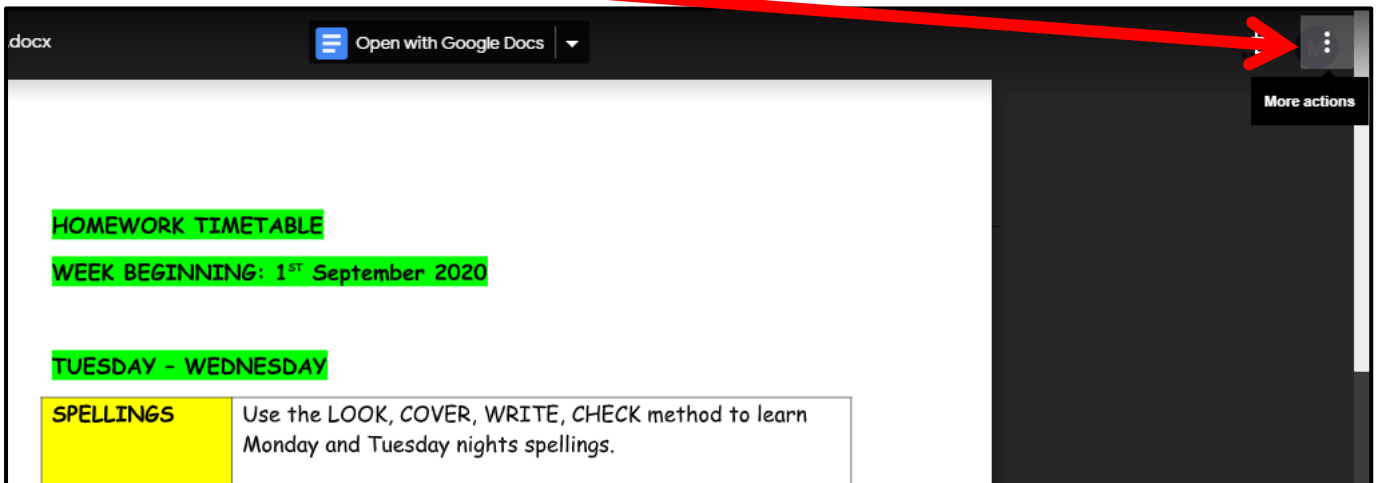 .docx
Open with Google Docs
More actions
HOMEWORK TIMETABLE
WEEK BEGINNING: 1ST September 2020
TUESDAY – WEDNESDAY
SPELLINGS
Use the LOOK, COVER, WRITE, CHECK method to learn
Monday and Tuesday nights spellings.